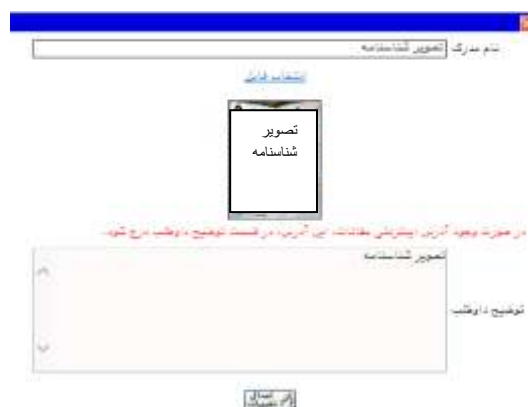 نام مدرک تصویر شناسنامه
انتخاب فایل
تصویر
شناسنامه
در صورت وجود آدرس اینترنتی مقالات، این آدرس، در قسمت توضیح داوطلب درج شود.
تصویر شناسنامه
توضیح داوطلب